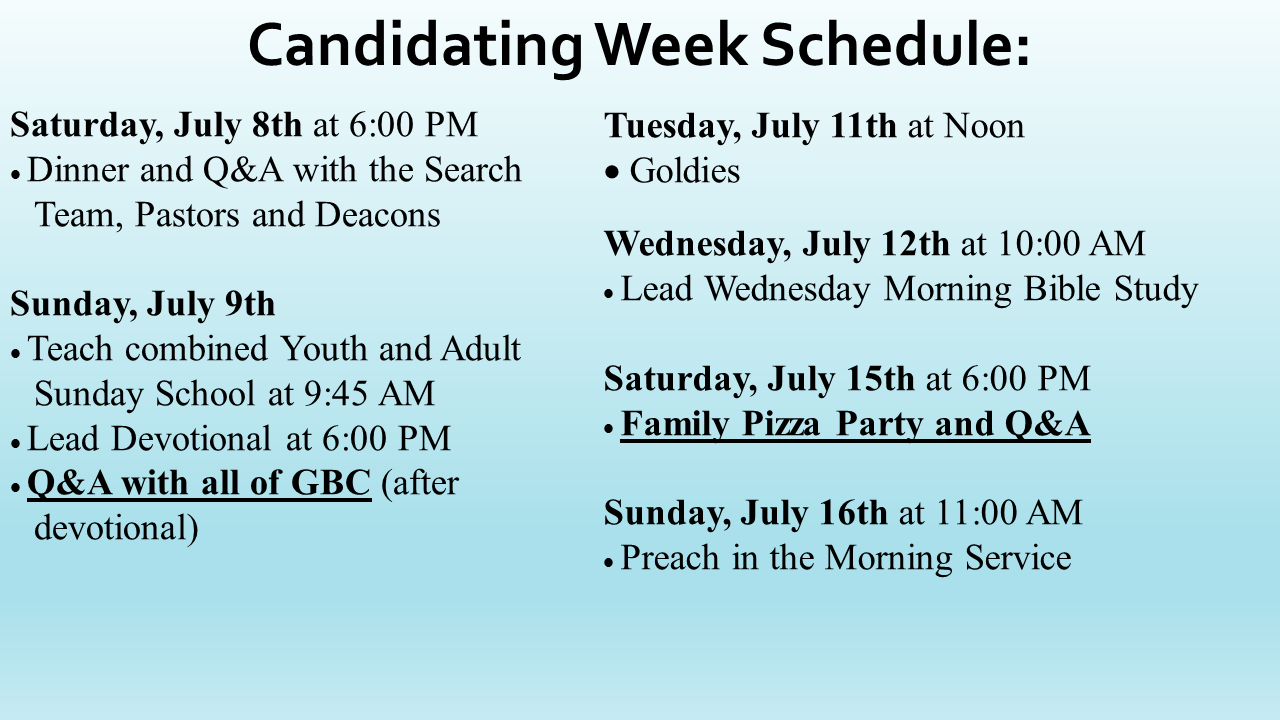 Candidating Week Schedule:
Saturday, July 8th at 6:00 PM
• Dinner and Q&A with the Search
Team, Pastors and Deacons
Sunday, July 9th
• Teach combined Youth and Adult
Sunday School at 9:45 AM
• Lead Devotional at 6:00 PM
• Q&A with all of GBC (after
devotional)
Tuesday, July 11th at Noon
• Goldies
Wednesday, July 12th at 10:00 AM
• Lead Wednesday Morning Bible Study
Saturday, July 15th at 6:00 PM
• Family Pizza Party and Q&A
Sunday, July 16th at 11:00 AM
• Preach in the Morning Service